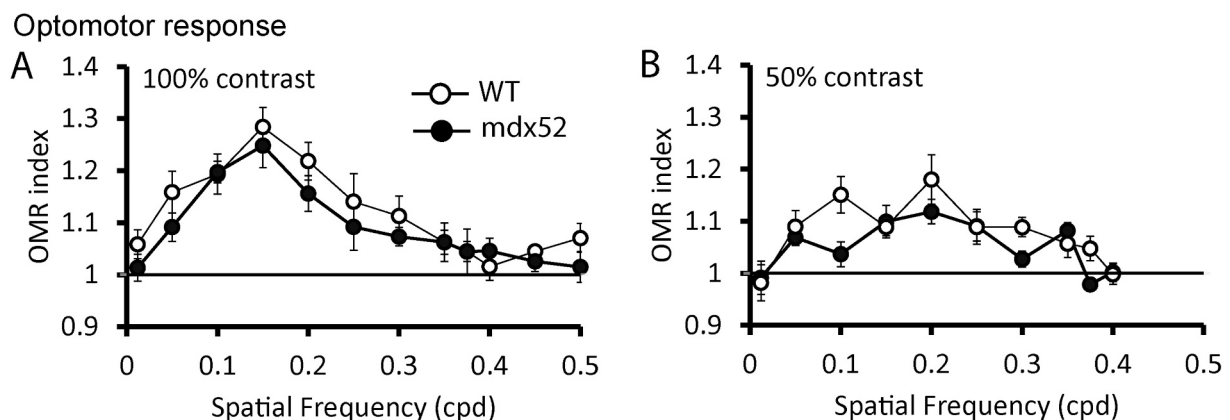 Optomotor response
A
100% contrast
WT
mdx52
OMR index
1.4
1.3
1.2
1.1
1
0.9
0 0.1 0.2 0.3 0.4 0.5
Spatial Frequency (cpd)
B
50% contrast
OMR index
1.4
1.3
1.2
1.1
1
0.9
0 0.1 0.2 0.3 0.4 0.5
Spatial Frequency (cpd)